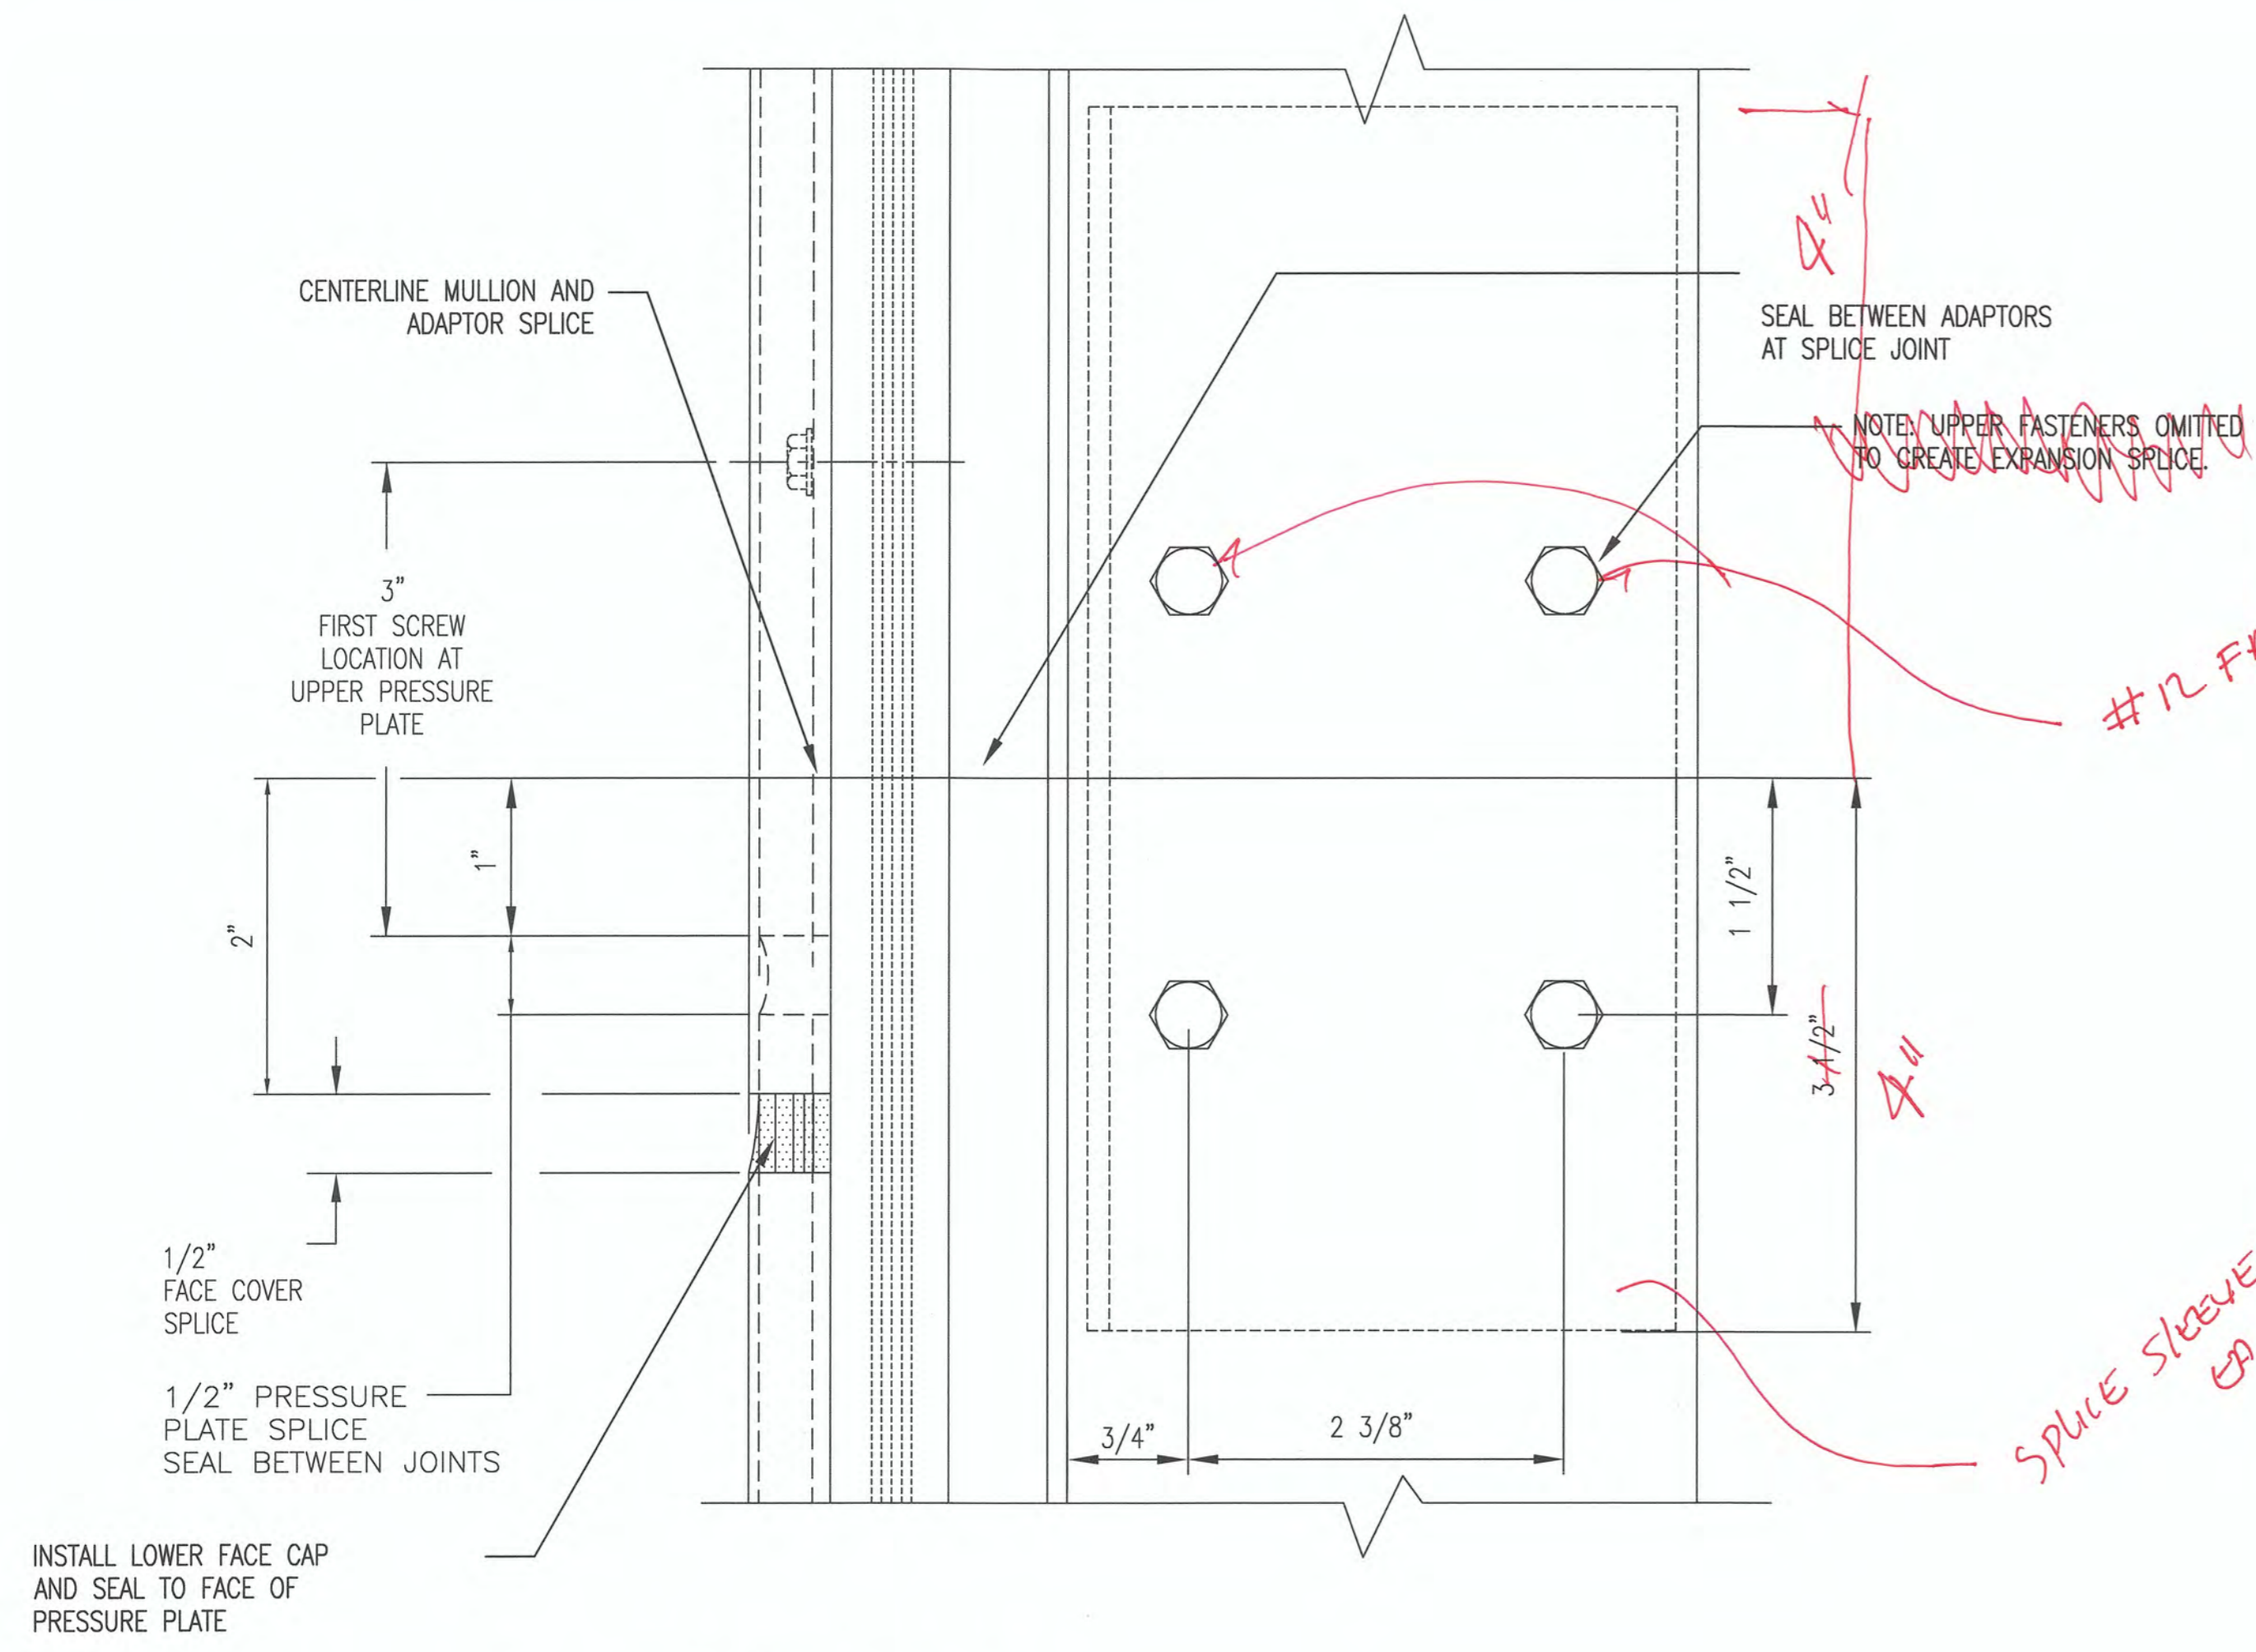 4"
CENTERLINE MULLION AND
ADAPTOR SPLICE
SEAL BETWEEN ADAPTORS
AT SPLICE JOINT
NOTE: UPPER FASTENERS OMITTED
TO CREATE EXPANSION SPLICE.
3"
FIRST SCREW
LOCATION AT
UPPER PRESSURE
PLATE
#12
1"
2"
1 1/2"
3 1/2"
4"
1/2"
FACE COVER
SPLICE
1/2" PRESSURE
PLATE SPLICE
SEAL BETWEEN JOINTS
3/4"
2 3/8"
SPLICE SLEEVE
INSTALL LOWER FACE CAP
AND SEAL TO FACE OF
PRESSURE PLATE